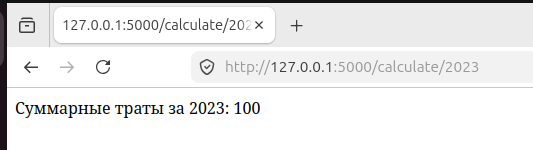 127.0.0.1:5000/calculate/202
http://127.0.0.1:5000/calculate/2023
Суммарные траты за 2023: 100